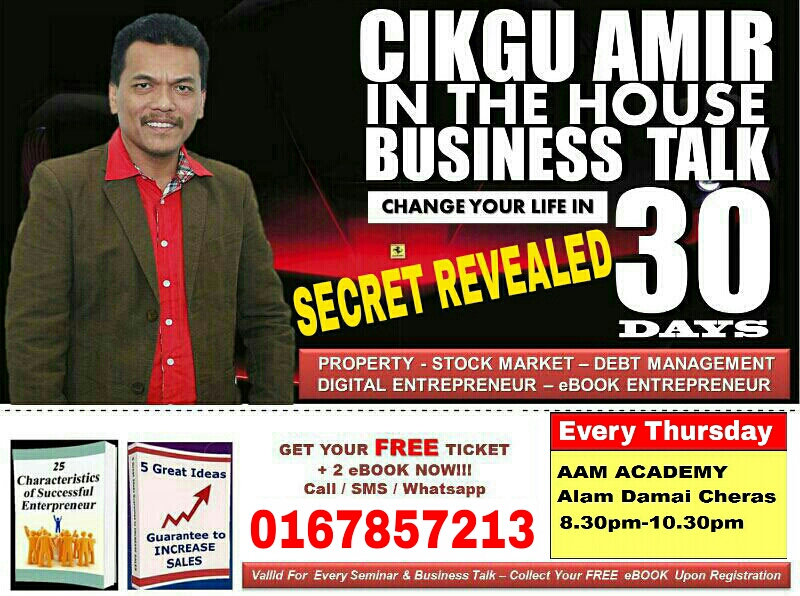 CIKGU AMIR
IN THE HOUSE
BUSINESS TALK
CHANGE YOUR LIFE IN
30
DAYS
SECRET REVEALED
PROPERTY - STOCK MARKET – DEBT MANAGEMENT
DIGITAL ENTREPRENEUR – eBOOK ENTREPRENEUR
25
Characteristics
of Successful
Enterpreneur
5 Great Ideas
Guarantee to
INCREASE
SALES
GET YOUR FREE TICKET
+ 2 eBOOK NOW!!!
Call / SMS / Whatsapp
0167857213
Every Thursday
AAM ACADEMY
Alam Damai Cheras
8.30pm-10.30pm
Vallid For Every Seminar & Business Talk – Collect Your FREE eBOOK Upon Registration